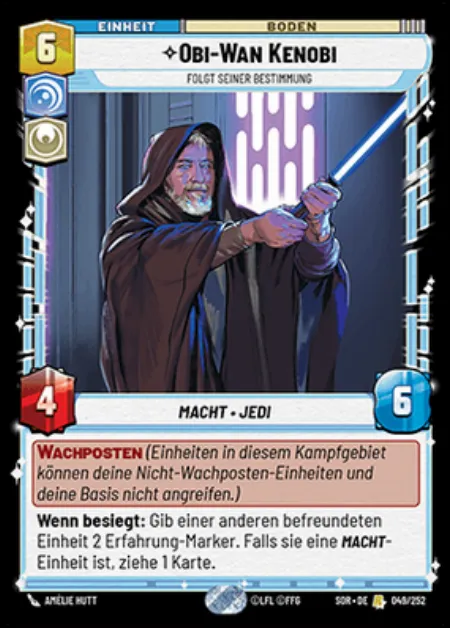 6
EINHEIT
BODEN
OBI-WAN KENOBI
FOLGT SEINER BESTIMMUNG
4
MACHT • JEDI
6
WACHPOSTEN (Einheiten in diesem Kampfgebiet
können deine Nicht-Wachposten-Einheiten und
deine Basis nicht angreifen.)
Wenn besiegt: Gib einer anderen befreundeten
Einheit 2 Erfahrung-Marker. Falls sie eine MACHT-
Einheit ist, ziehe 1 Karte.
AMÉLIE HUTT
©LFL ©FFG
SOR • DE
049/252